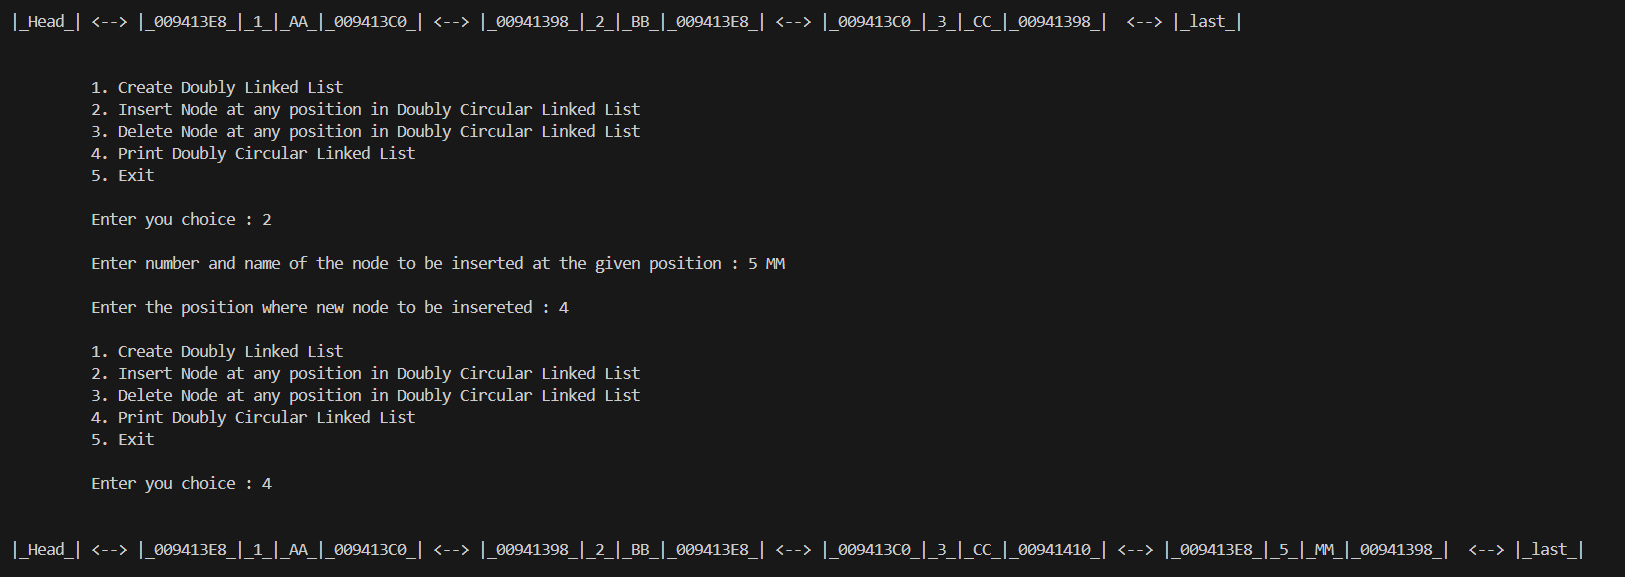 |_Head_| <--> |_009413E8_|_1_|_AA_|_009413C0_| <--> |_00941398_|_2_|_BB_|_009413E8_| <--> |_009413C0_|_3_|_CC_|_00941398_|  <--> |_last_|
1. Create Doubly Linked List
2. Insert Node at any position in Doubly Circular Linked List
3. Delete Node at any position in Doubly Circular Linked List
4. Print Doubly Circular Linked List
5. Exit
Enter you choice : 2
Enter number and name of the node to be inserted at the given position : 5 MM
Enter the position where new node to be insereted : 4
1. Create Doubly Linked List
2. Insert Node at any position in Doubly Circular Linked List
3. Delete Node at any position in Doubly Circular Linked List
4. Print Doubly Circular Linked List
5. Exit
Enter you choice : 4
|_Head_| <--> |_009413E8_|_1_|_AA_|_009413C0_| <--> |_00941398_|_2_|_BB_|_009413E8_| <--> |_009413C0_|_3_|_CC_|_00941410_| <--> |_009413E8_|_5_|_MM_|_00941398_|  <--> |_last_|